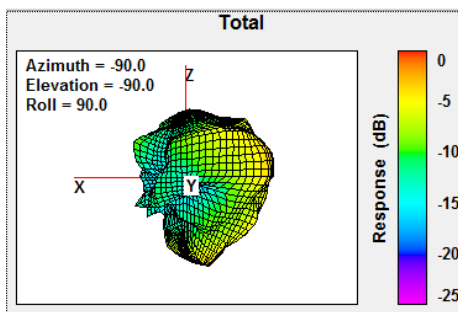 Total
Azimuth = -90.0
Elevation = -90.0
Roll = 90.0
Z
X
Y
Response (dB)
0
-5
-10
-15
-20
-25